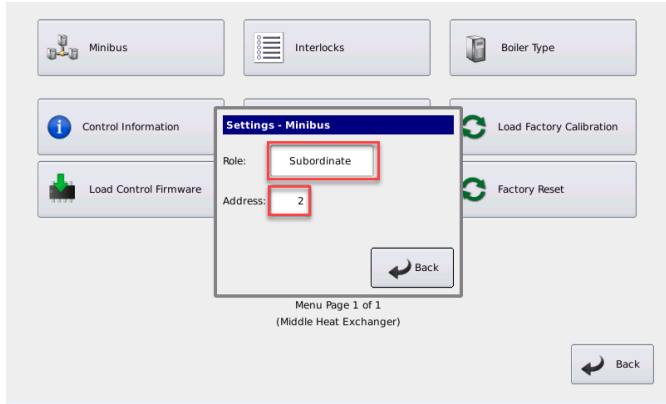 Minibus
Interlocks
Boiler Type
Control Information
Load Factory Calibration
Load Control Firmware
Factory Reset
Settings - Minibus
Role: Subordinate
Address: 2
Back
Menu Page 1 of 1
(Middle Heat Exchanger)
Back